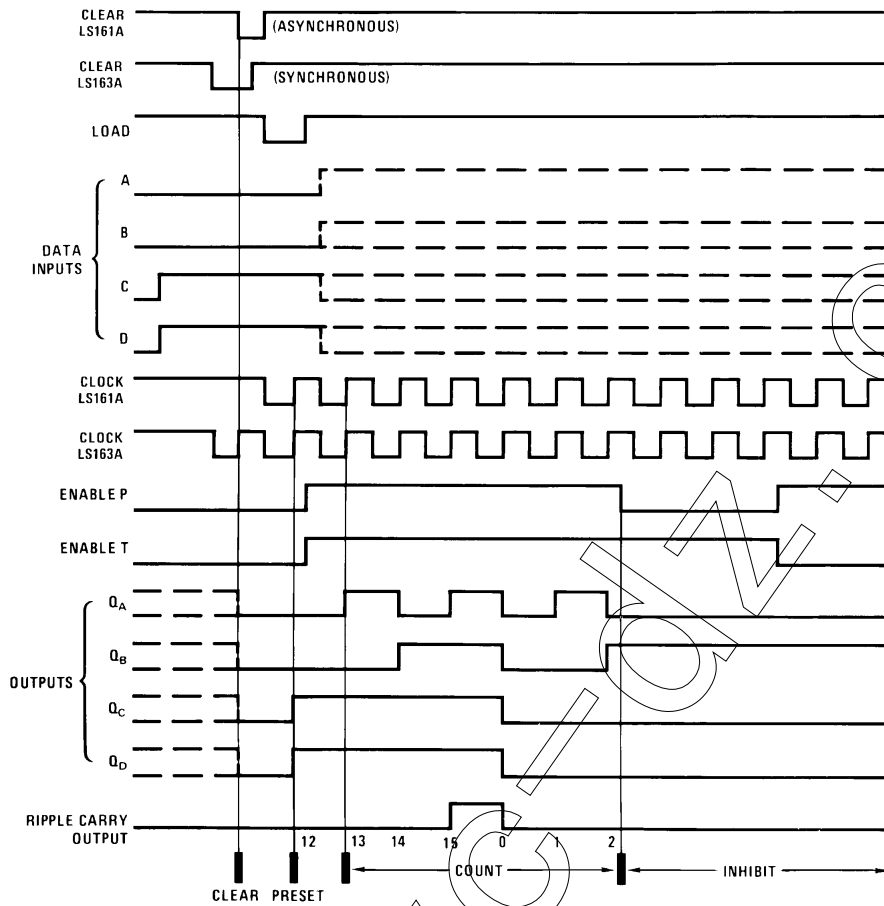 CLEAR
LS161A
(ASYNCHRONOUS)
CLEAR
LS163A
(SYNCHRONOUS)
LOAD
DATA
INPUTS
A
B
C
D
CLOCK
LS161A
CLOCK
LS163A
ENABLE P
ENABLE T
OUTPUTS
QA
QB
QC
QD
RIPPLE CARRY
OUTPUT
12 13 14 15 0 1 2
COUNT
INHIBIT
CLEAR PRESET